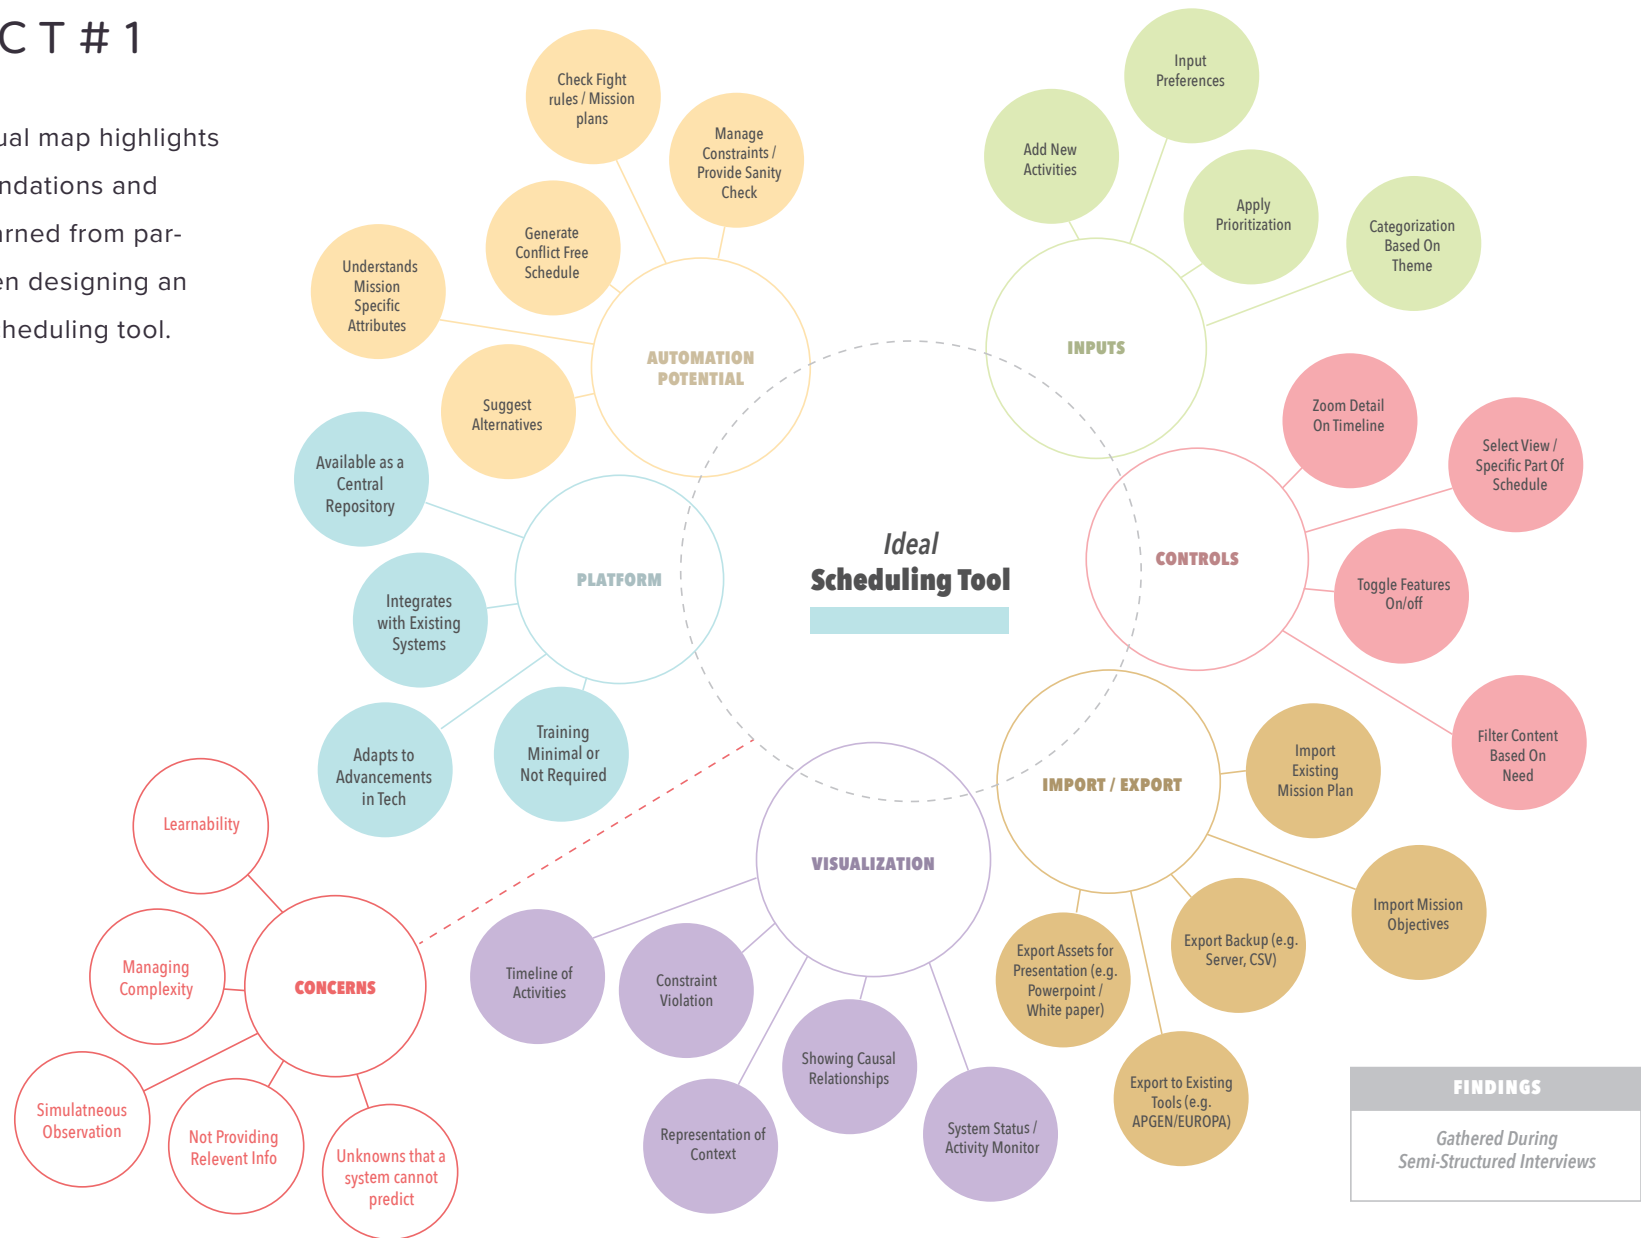 CT#1
ual map highlights
ndations and
arned from par-
en designing an
heduling tool.
Check Fight
rules / Mission
plans
Manage
Constraints /
Provide Sanity
Check
Generate
Conflict Free
Schedule
Understands
Mission
Specific
Attributes
Suggest
Alternatives
AUTOMATION
POTENTIAL
Input
Preferences
Add New
Activities
Apply
Prioritization
Categorization
Based On
Theme
INPUTS
Zoom Detail
On Timeline
Select View /
Specific Part Of
Schedule
Toggle Features
On/off
Filter Content
Based On
Need
CONTROLS
Available as a
Central
Repository
Integrates
with Existing
Systems
Adapts to
Advancements
in Tech
Training
Minimal or
Not Required
PLATFORM
Ideal
Scheduling Tool
IMPORT / EXPORT
Import
Existing
Mission Plan
Import Mission
Objectives
Export Backup (e.g.
Server, CSV)
Export Assets for
Presentation (e.g.
Powerpoint /
White paper)
Export to Existing
Tools (e.g.
APGEN/EUROPA)
VISUALIZATION
Timeline of
Activities
Constraint
Violation
Representation of
Context
Showing Causal
Relationships
System Status /
Activity Monitor
CONCERNS
Learnability
Managing
Complexity
Simulatneous
Observation
Not Providing
Relevent Info
Unknowns that a
system cannot
predict
FINDINGS
Gathered During
Semi-Structured Interviews